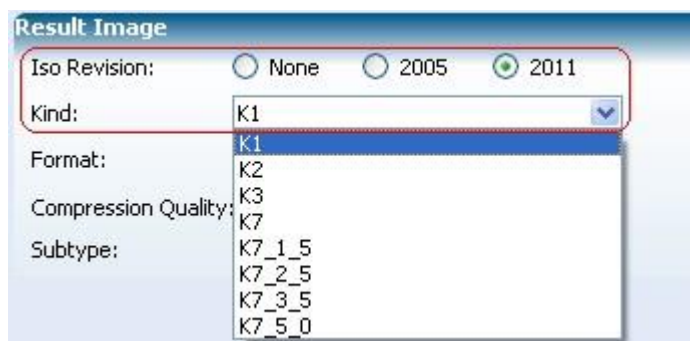 Result Image
Iso Revision: None 2005 2011
Kind: K1
K1
Format:
K2
K3
Compression Quality:
K7
Subtype:
K7_1_5
K7_2_5
K7_3_5
K7_5_0